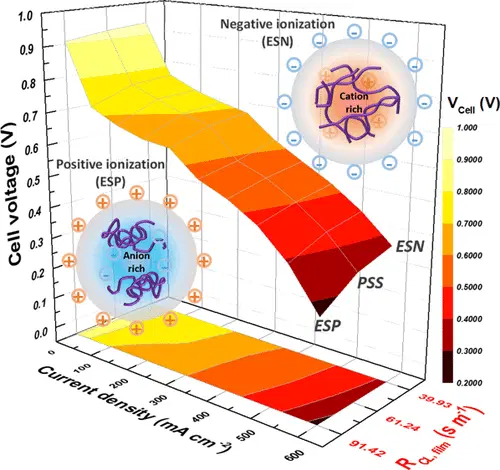 Negative ionization
(ESN)
Cation
rich
Positive ionization
(ESP)
Anion
rich
ESN
PSS
ESP
Cell voltage (V)
1.0
0.9
0.8
0.7
0.6
0.5
0.4
0.3
0.2
0.1
0.0
Current density (mA cm⁻²)
0
100
200
300
400
500
600
R CL, film (s m⁻¹)
39.93
61.24
91.42
VCell (V)
1.000
0.9000
0.8000
0.7000
0.6000
0.5000
0.4000
0.3000
0.2000